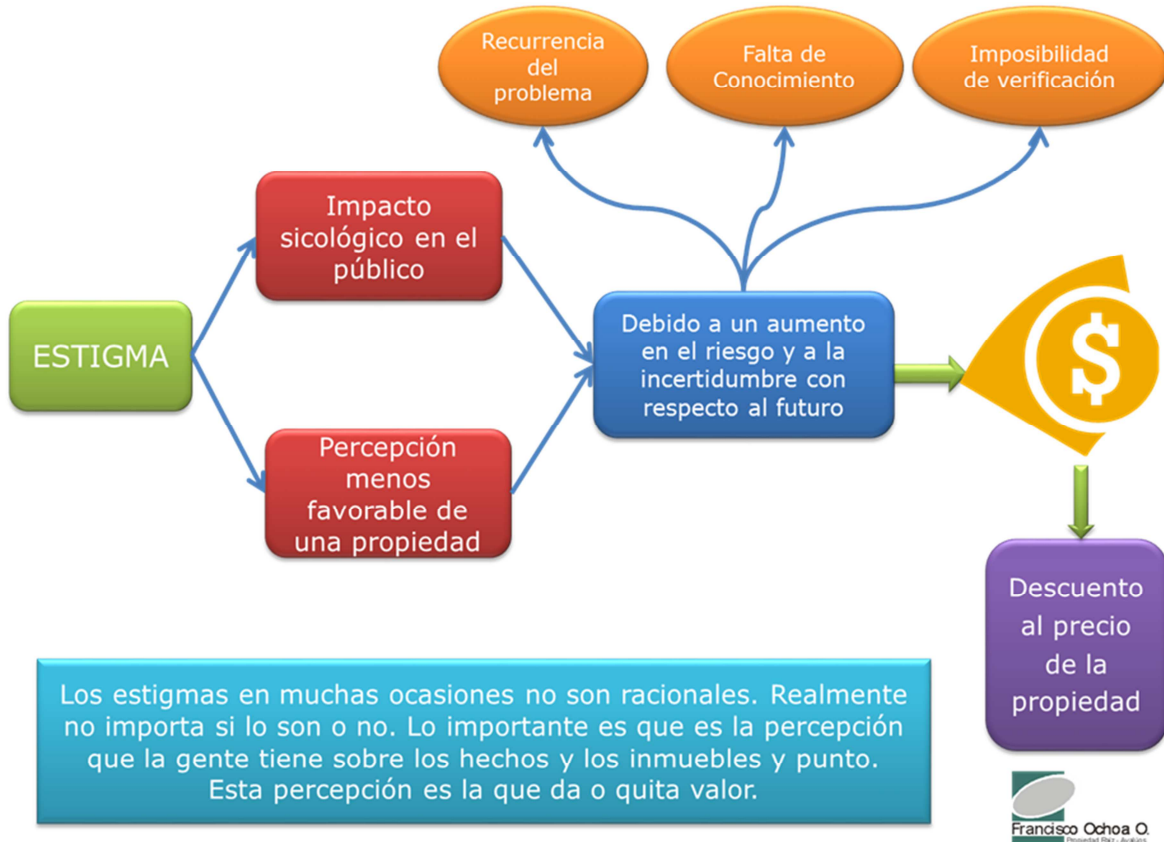 Recurrencia
del
problema
Falta de
Conocimiento
Imposibilidad
de verificación
Impacto
sicológico en el
público
ESTIGMA
Debido a un aumento
en el riesgo y a la
incertidumbre con
respecto al futuro
$
Percepción
menos
favorable de
una propiedad
Descuento
al precio
de la
propiedad
Los estigmas en muchas ocasiones no son racionales. Realmente
no importa si lo son o no. Lo importante es que es la percepción
que la gente tiene sobre los hechos y los inmuebles y punto.
Esta percepción es la que da o quita valor.
Francisco Ochoa O.
Propiedad Raíz - Avalúos